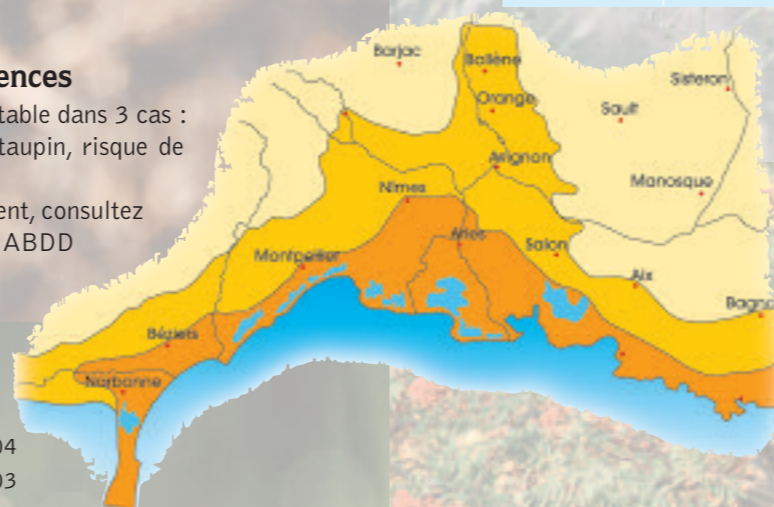 ences
table dans 3 cas :
taupin, risque de
ent, consultez
ABDD
04
03
Barjac
Bollène
Orange
Sault
Sisteron
Avignon
Manosque
Nîmes
Arles
Salon
Montpellier
Aix
Bagno
Béziers
Narbonne